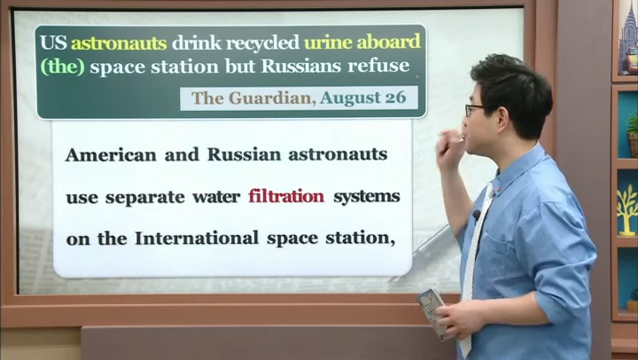 US astronauts drink recycled urine aboard
(the) space station but Russians refuse
The Guardian, August 26
American and Russian astronauts
use separate water filtration systems
on the International space station,